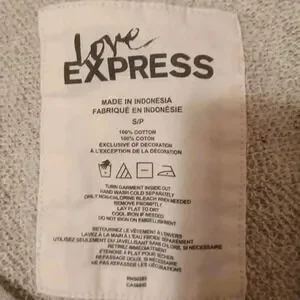 love
EXPRESS
MADE IN INDONESIA
FABRIQUÉ EN INDONÉSIE
S/P
100% COTTON
100% COTON
EXCLUSIVE OF DECORATION
A L'EXCEPTION DE LA DÉCORATION
TURN GARMENT INSIDE OUT
HAND WASH COLD SEPARATELY
ONLY NON-CHLORINE BLEACH WHEN NEEDED
REMOVE PROMPTLY
LAY FLAT TO DRY
COOL IRON IF NEEDED
DO NOT IRON ON EMBELLISHMENT
RETOURNEZ LE VÊTEMENT À L'ENVERS
LAVEZ À LA MAIN À L'EAU FROIDE SÉPARÉMENT
UTILISEZ SEULEMENT DU JAVELLISANT SANS CHLORE, SI NÉCESSAIRE
RETIREZ IMMÉDIATEMENT
ÉTENDRE À PLAT POUR SÉCHER
REPASSAGE DOUX, SI NÉCESSAIRE
NE PAS REPASSER LES DÉCORATIONS